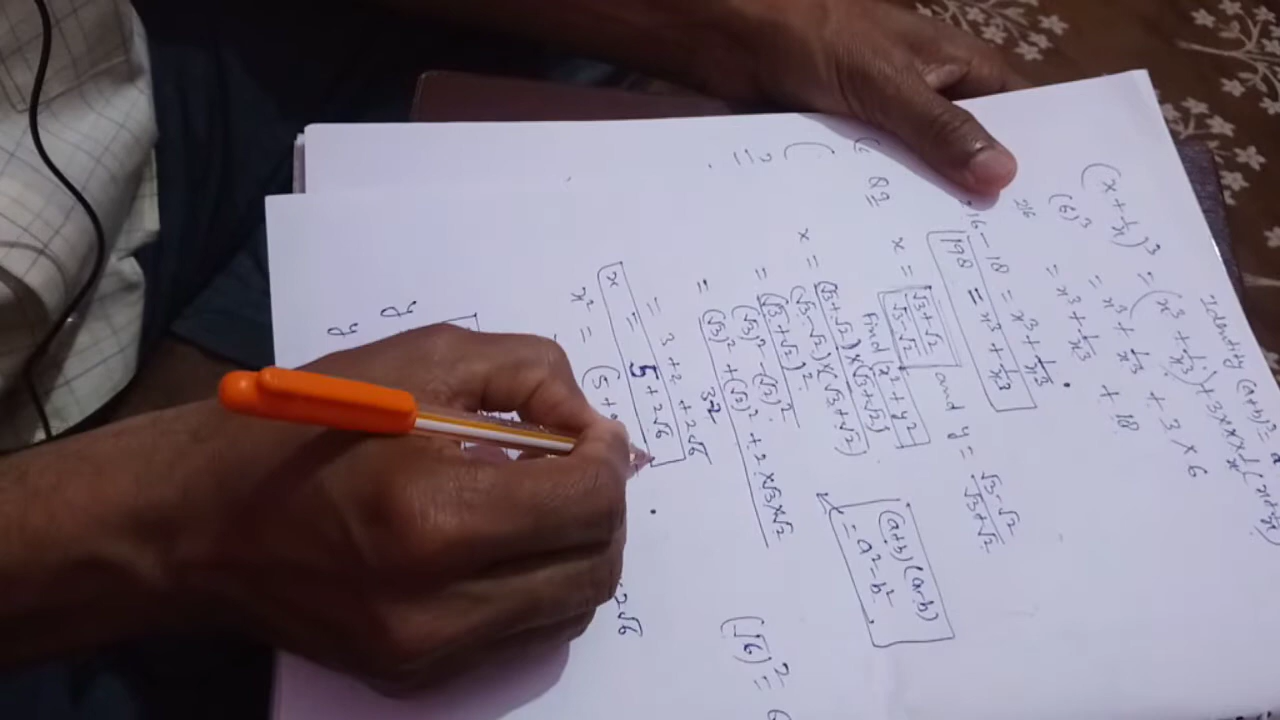 Identity (a+b)³ = a
(x + 1/x)³ = (x³ + 1/x³) + 3×x×1/x (x + 1/x)
(6)³ = x³ + 1/x³ + 3 × 6
216 = x³ + 1/x³ + 18
216 - 18 = x³ + 1/x³
198 = x³ + 1/x³
Q2 x = √3+√2/√3-√2 and y = √3-√2/√3+√2
Find x² + y²
x = (√3+√2) × (√3+√2)/(√3-√2) × (√3+√2)
(a+b)(a-b)
= a² - b²
= (√3+√2)²/(√3)² - (√2)²
= (√3)² + (√2)² + 2 × √3 × √2/3-2
(√6)² =
= 3 + 2 + 2√6
x = 5 + 2√6
x² = (5+
2√6
y
y